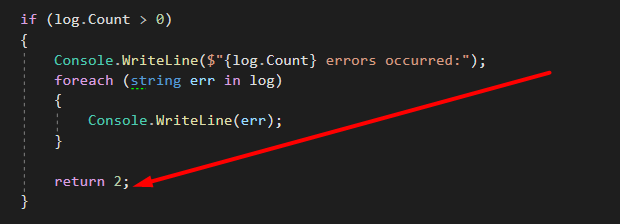 if (log.Count > 0)
{
    Console.WriteLine($"{log.Count} errors occurred:");
    foreach (string err in log)
    {
        Console.WriteLine(err);
    }

    return 2;
}